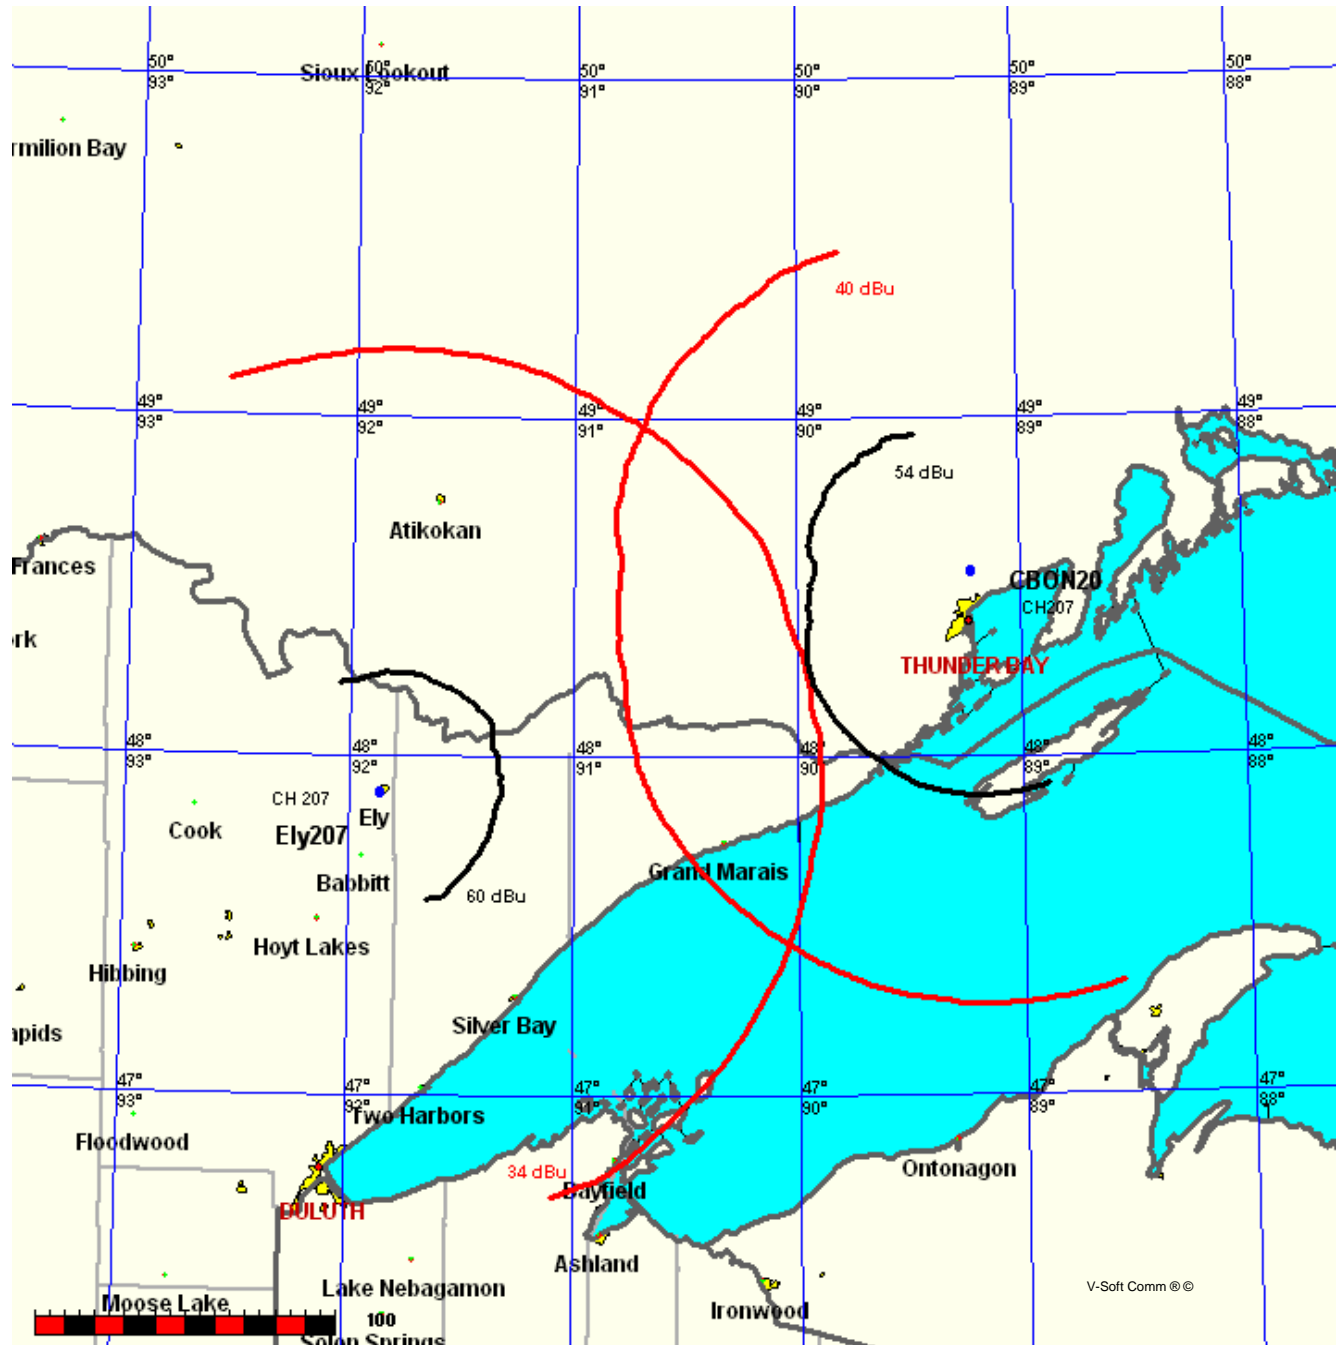 50°
93°
Sioux Lookout
50°
92°
50°
91°
50°
90°
50°
89°
50°
88°
rmilion Bay
40 dBu
49°
93°
49°
92°
49°
91°
49°
90°
49°
89°
49°
88°
54 dBu
Atikokan
Frances
CBON20
CH207
rk
THUNDER BAY
48°
93°
48°
92°
48°
91°
48°
90°
48°
89°
48°
88°
CH 207
Ely
Cook
Ely207
Grand Marais
Babbitt
60 dBu
Hoyt Lakes
Hibbing
apids
Silver Bay
47°
93°
47°
92°
47°
91°
47°
90°
47°
89°
47°
88°
Two Harbors
Floodwood
34 dBu
Ontonagon
Bayfield
DULUTH
Ashland
Lake Nebagamon
V-Soft Comm ® ©
Moose Lake
Ironwood
100
Solon Springs